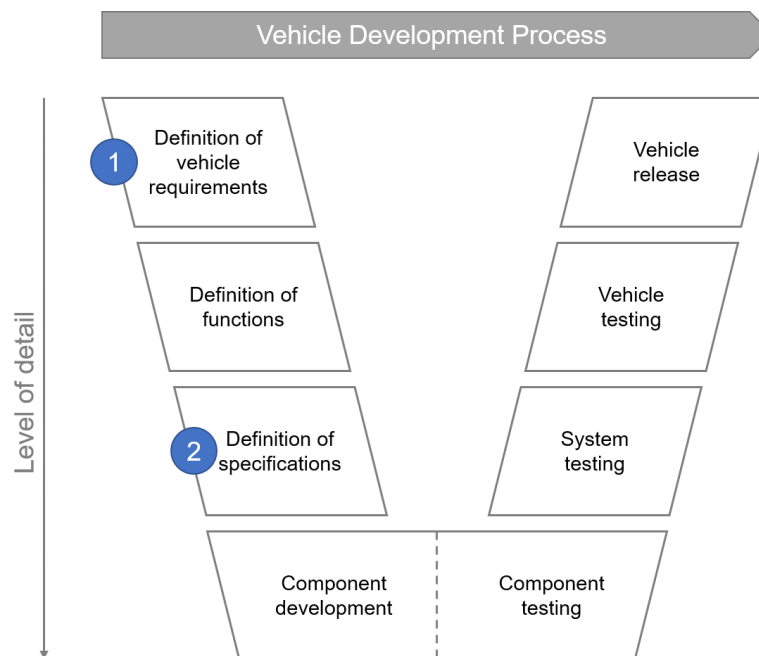 Vehicle Development Process
Level of detail
1
Definition of
vehicle
requirements
Vehicle
release
Definition of
functions
Vehicle
testing
2
Definition of
specifications
System
testing
Component
development
Component
testing